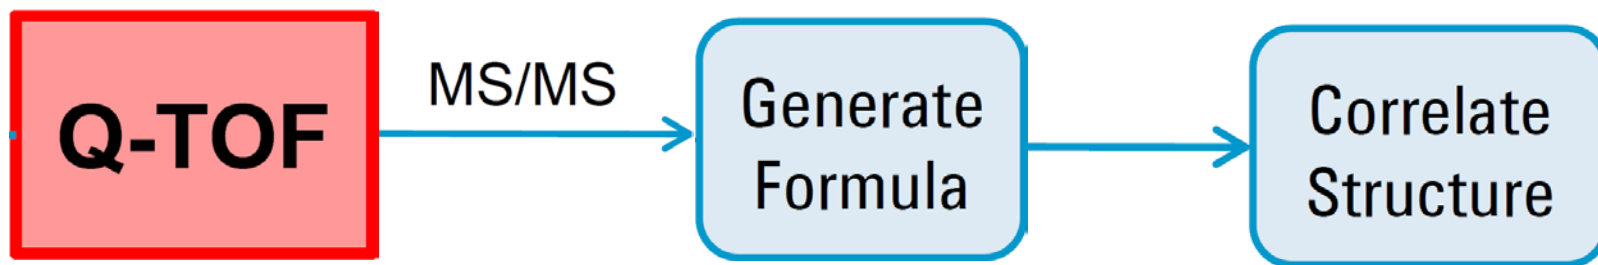 Q-TOF
MS/MS
Generate
Formula
Correlate
Structure